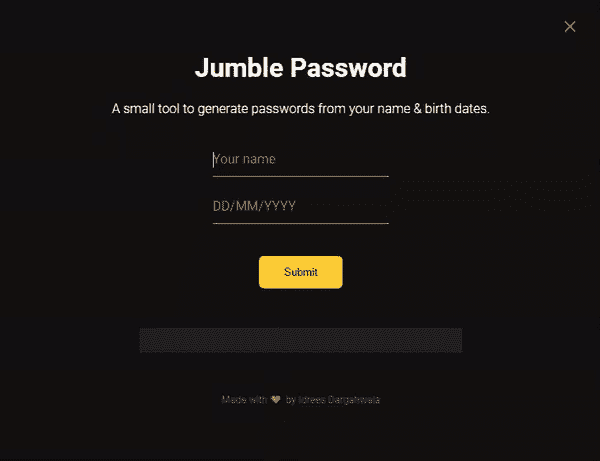 Jumble Password
A small tool to generate passwords from your name & birth dates.
Your name
DD/MM/YYYY
Submit
Made with ❤ by Idrees Dargahwala